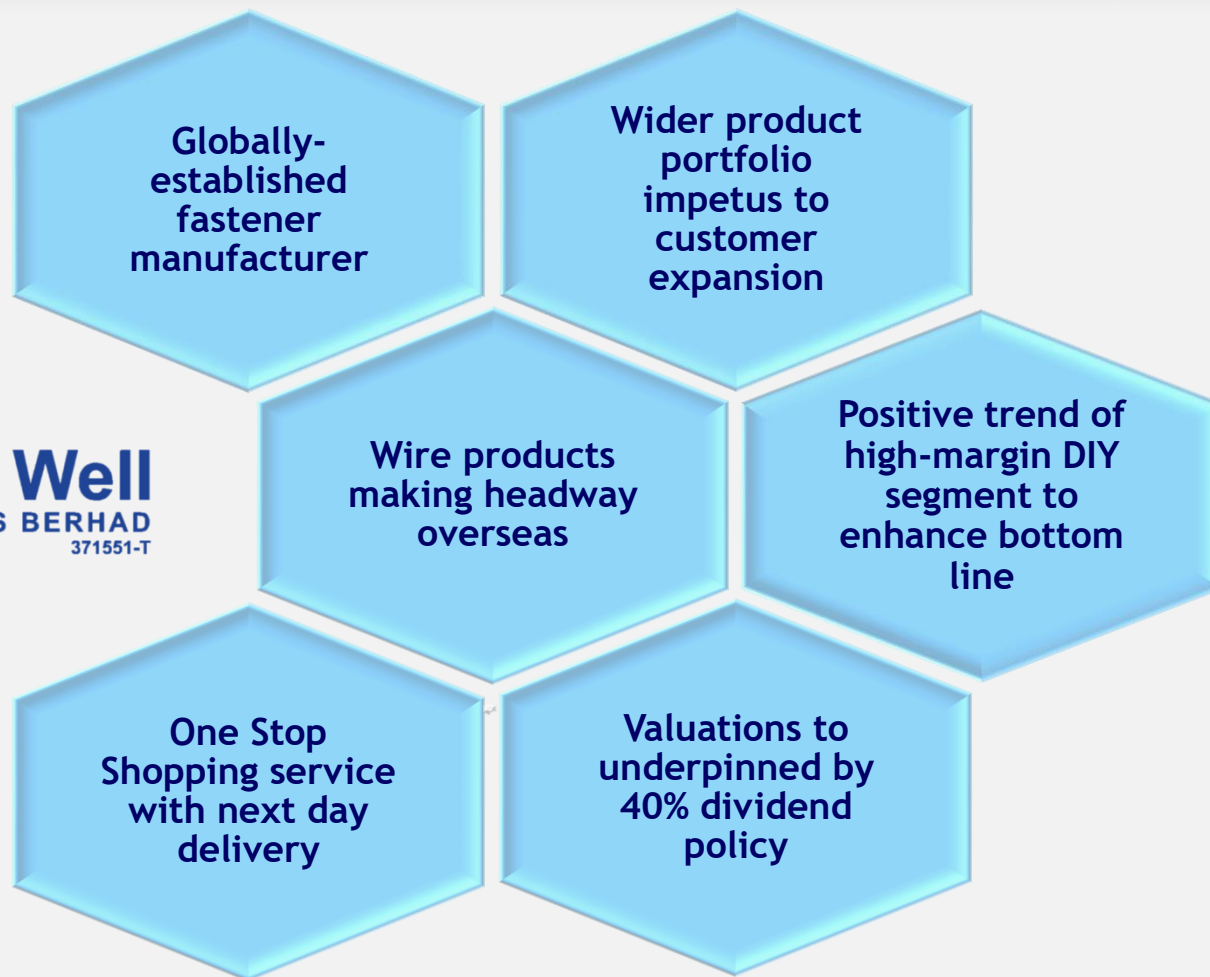 Globally-
established
fastener
manufacturer
Wider product
portfolio
impetus to
customer
expansion
Well
S BERHAD
371551-T
Wire products
making headway
overseas
Positive trend of
high-margin DIY
segment to
enhance bottom
line
One Stop
Shopping service
with next day
delivery
Valuations to
underpinned by
40% dividend
policy